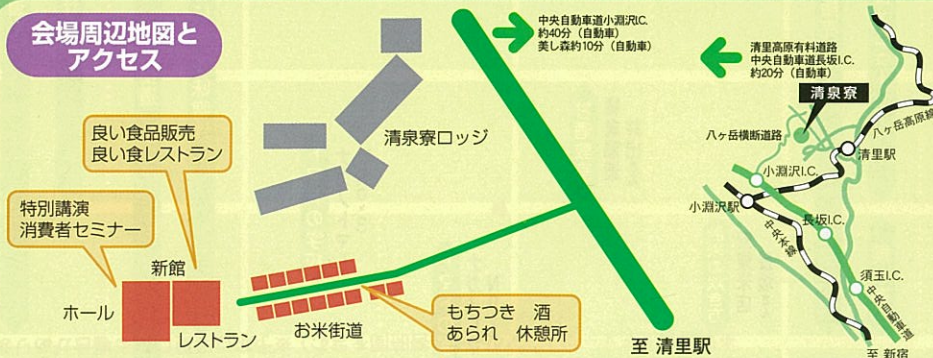 会場周辺地図と
アクセス
中央自動車道小淵沢I.C.
約40分（自動車）
美し森約10分（自動車）
清里高原有料道路
中央自動車道長坂I.C.
約20分（自動車）
清泉寮
八ヶ岳横断道路
八ヶ岳高原線
清里駅
小淵沢I.C.
小淵沢駅
長坂I.C.
中央本線
須玉I.C.
中央自動車道
至 新宿
清泉寮ロッジ
良い食品販売
良い食レストラン
特別講演
消費者セミナー
新館
ホール
レストラン
お米街道
もちつき　酒
あられ　休憩所
至 清里駅